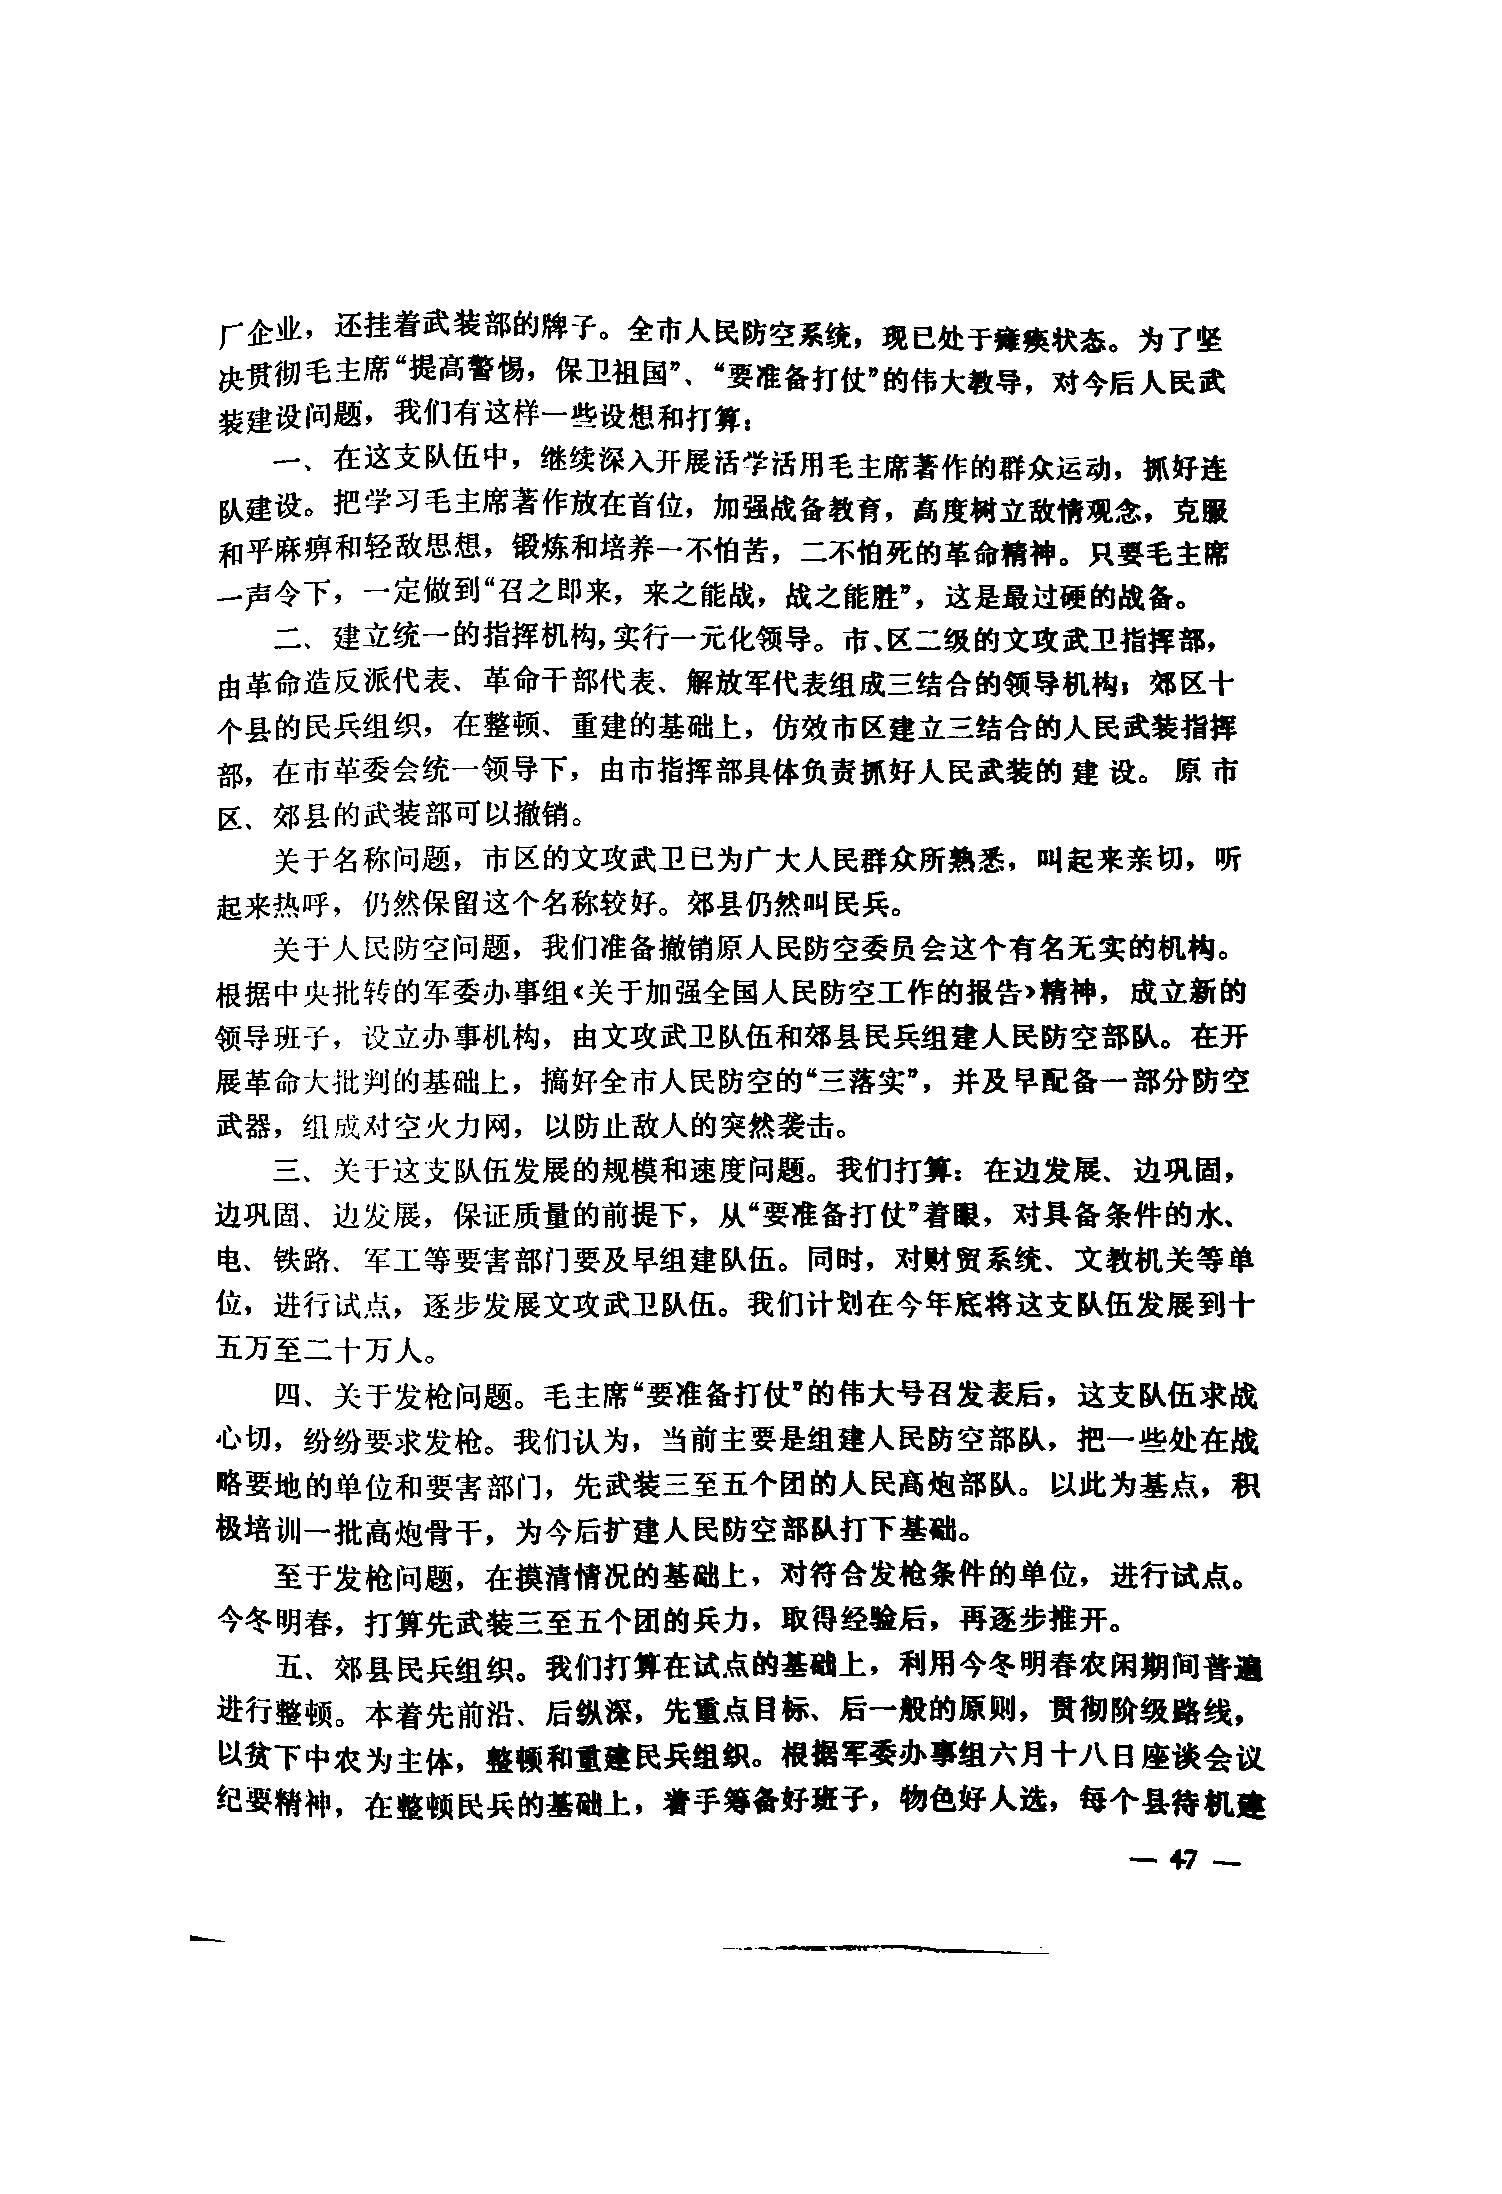 厂企业，还挂着武装部的牌子。全市人民防空系统，现已处于瘫痪状态。为了坚
决贯彻毛主席“提高警惕，保卫祖国”、“要准备打仗”的伟大教导，对今后人民武
装建设问题，我们有这样一些设想和打算：
一、在这支队伍中，继续深入开展活学活用毛主席著作的群众运动，抓好连
队建设。把学习毛主席著作放在首位，加强战备教育，高度树立敌情观念，克服
和平麻痹和轻敌思想，锻炼和培养一不怕苦，二不怕死的革命精神。只要毛主席
一声令下，一定做到“召之即来，来之能战，战之能胜”，这是最过硬的战备。
二、建立统一的指挥机构，实行一元化领导。市、区二级的文攻武卫指挥部，
由革命造反派代表、革命干部代表、解放军代表组成三结合的领导机构；郊区十
个县的民兵组织，在整顿、重建的基础上，仿效市区建立三结合的人民武装指挥
部，在市革委会统一领导下，由市指挥部具体负责抓好人民武装的建设。原市
区、郊县的武装部可以撤销。
关于名称问题，市区的文攻武卫已为广大人民群众所熟悉，叫起来亲切，听
起来热呼，仍然保留这个名称较好。郊县仍然叫民兵。
关于人民防空问题，我们准备撤销原人民防空委员会这个有名无实的机构。
根据中央批转的军委办事组《关于加强全国人民防空工作的报告》精神，成立新的
领导班子，设立办事机构，由文攻武卫队伍和郊县民兵组建人民防空部队。在开
展革命大批判的基础上，搞好全市人民防空的“三落实”，并及早配备一部分防空
武器，组成对空火力网，以防止敌人的突然袭击。
三、关于这支队伍发展的规模和速度问题。我们打算：在边发展、边巩固，
边巩固、边发展，保证质量的前提下，从“要准备打仗”着眼，对具备条件的水、
电、铁路、军工等要害部门要及早组建队伍。同时，对财贸系统、文教机关等单
位，进行试点，逐步发展文攻武卫队伍。我们计划在今年底将这支队伍发展到十
五万至二十万人。
四、关于发枪问题。毛主席“要准备打仗”的伟大号召发表后，这支队伍求战
心切，纷纷要求发枪。我们认为，当前主要是组建人民防空部队，把一些处在战
略要地的单位和要害部门，先武装三至五个团的人民高炮部队。以此为基点，积
极培训一批高炮骨干，为今后扩建人民防空部队打下基础。
至于发枪问题，在摸清情况的基础上，对符合发枪条件的单位，进行试点。
今冬明春，打算先武装三至五个团的兵力，取得经验后，再逐步推开。
五、郊县民兵组织。我们打算在试点的基础上，利用今冬明春农闲期间普遍
进行整顿。本着先前沿、后纵深，先重点目标、后一般的原则，贯彻阶级路线，
以贫下中农为主体，整顿和重建民兵组织。根据军委办事组六月十八日座谈会议
纪要精神，在整顿民兵的基础上，着手筹备好班子，物色好人选，每个县待机建
— 47 —